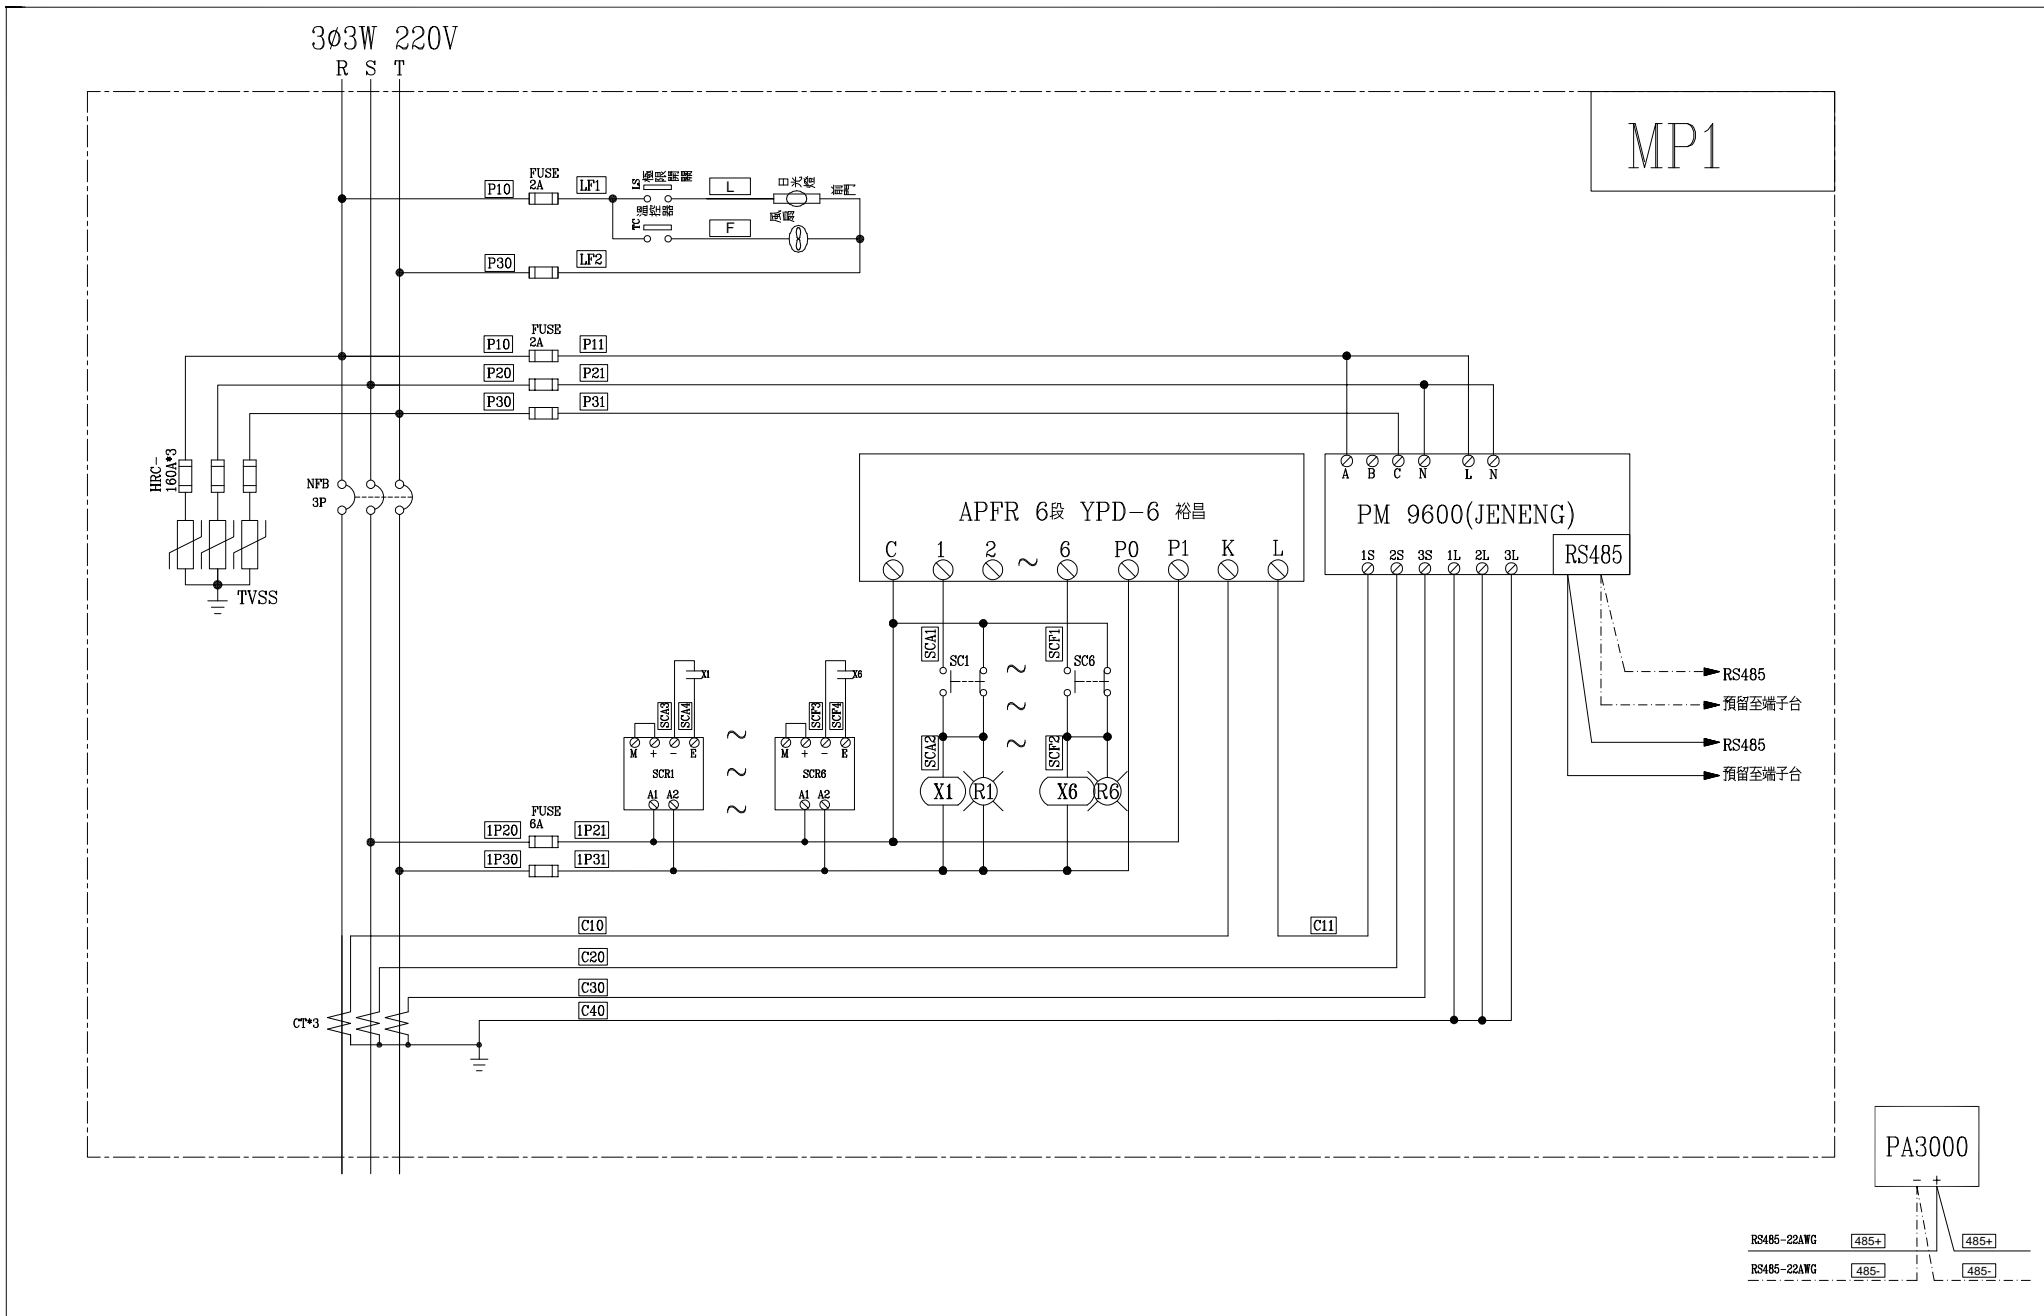 3ø3W 220V
R S T
MP1
P10
FUSE
2A
LF1
LS
極限開關
L
日光燈
前門
TC
溫控器
F
風扇
P30
LF2
P10
FUSE
2A
P11
P20
P21
P30
P31
HRC-
160A*3
NFB
3P
TVSS
APFR 6段 YPD-6 裕昌
C 1 2 ~ 6 P0 P1 K L
A B C N L N
PM 9600(JENENG)
1S 2S 3S 1L 2L 3L
RS485
SCA1
SC1
~
SCF1
SC6
X1
X6
SCA3
SCA4
SCF3
SCF4
~
~
M + - E
SCR1
A1 A2
~
~
M + - E
SCR6
A1 A2
~
SCA2
~
SCF2
X1
R1
X6
R6
RS485
預留至端子台
RS485
預留至端子台
1P20
FUSE
6A
1P21
1P30
1P31
C10
C11
C20
C30
C40
CT*3
PA3000
- +
RS485-22AWG
485+
485+
RS485-22AWG
485-
485-